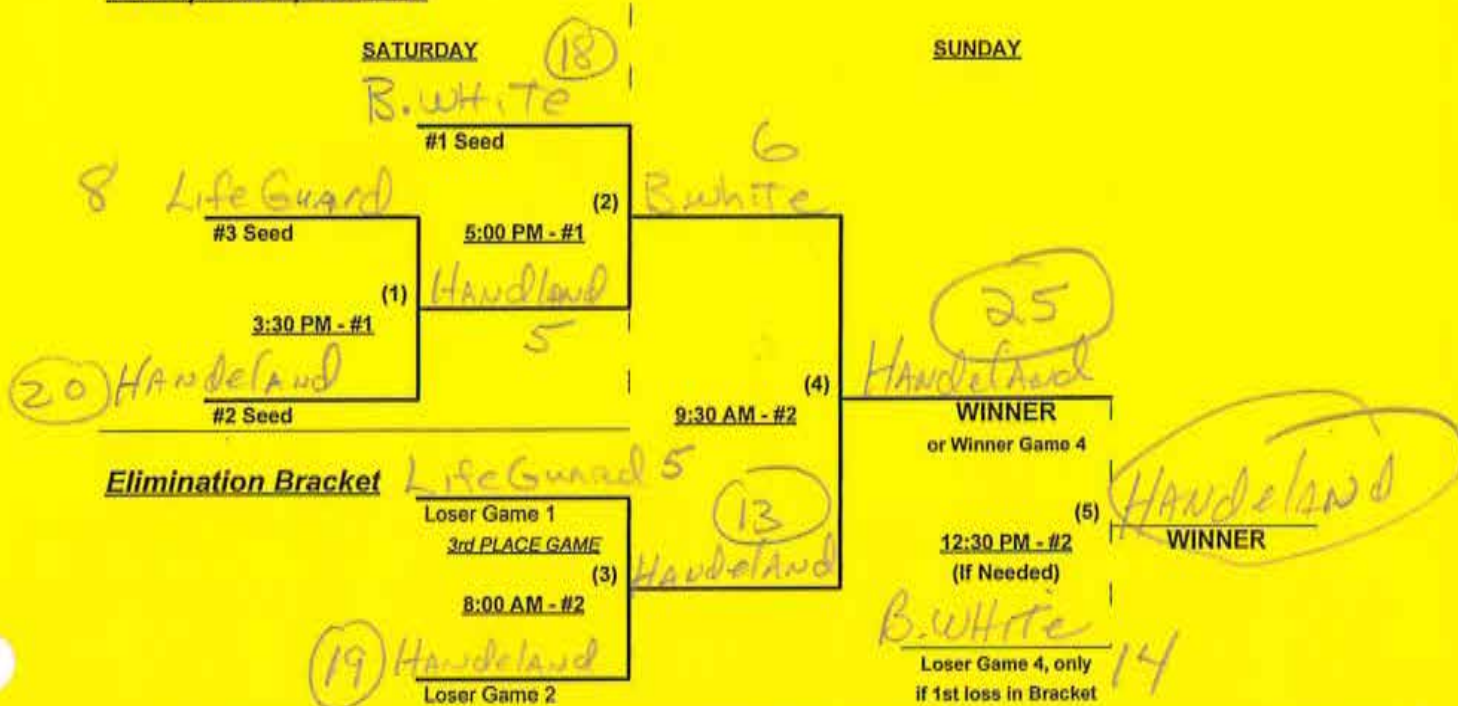 SATURDAY
SUNDAY
18
B. WHiTe
#1 Seed
6
8 Life Guard
#3 Seed
(2)
B. white
5:00 PM - #1
(1)
HANdlANd
5
3:30 PM - #1
25
20 HANdelANd
#2 Seed
(4)
HANdelANd
9:30 AM - #2
WINNER
or Winner Game 4
Elimination Bracket
Life Gunad 5
Loser Game 1
13
3rd PLACE GAME
(3)
HANdelANd
8:00 AM - #2
(5)
HANdelANd
WINNER
12:30 PM - #2
(If Needed)
19 HANdelANd
Loser Game 2
B. WHiTe
14
Loser Game 4, only
if 1st loss in Bracket